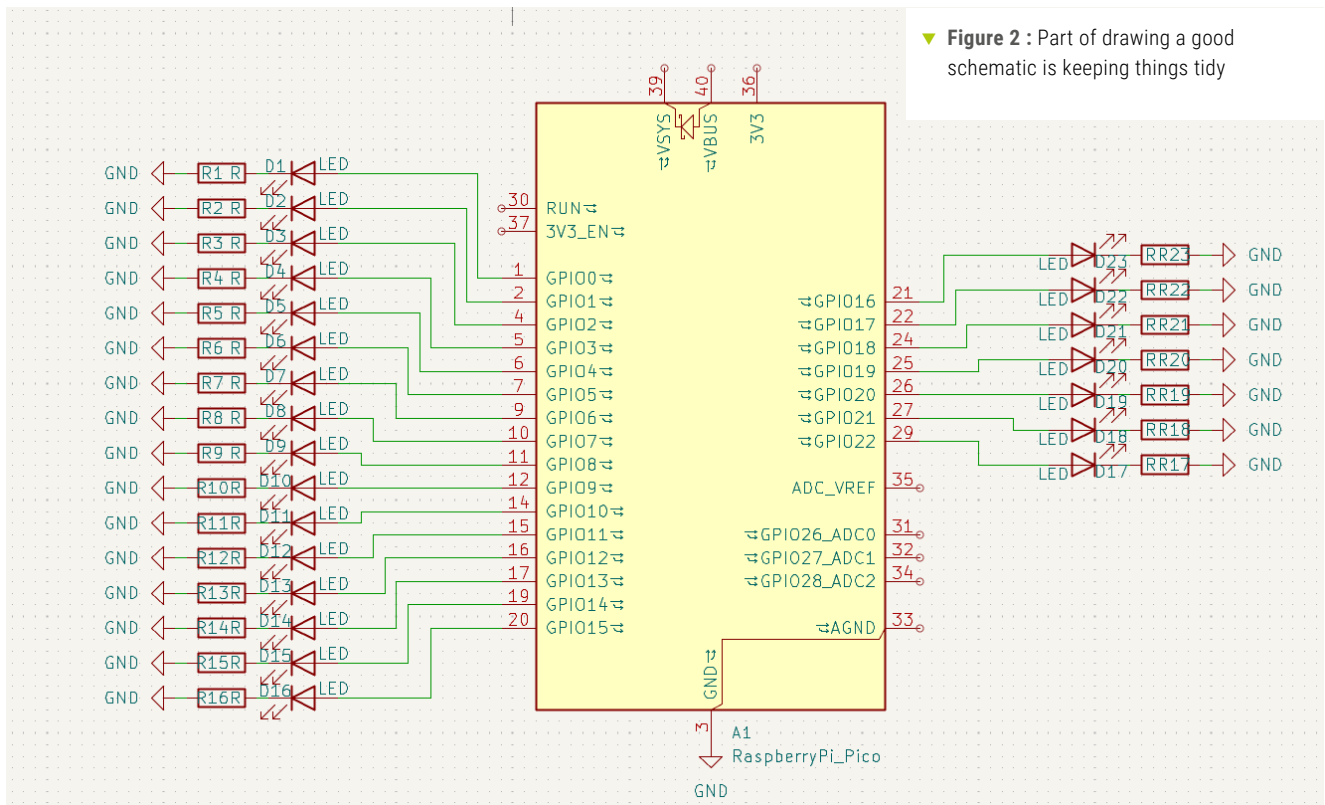 ▼ Figure 2 : Part of drawing a good
schematic is keeping things tidy
39 40 36
VSYS VBUS 3V3
30 RUN
37 3V3_EN
GND R1 R D1 LED
GND R2 R D2 LED
GND R3 R D3 LED
GND R4 R D4 LED
GND R5 R D5 LED
GND R6 R D6 LED
GND R7 R D7 LED
GND R8 R D8 LED
GND R9 R D9 LED
GND R10R D10 LED
GND R11R D11 LED
GND R12R D12 LED
GND R13R D13 LED
GND R14R D14 LED
GND R15R D15 LED
GND R16R D16 LED
1 GPIO0
2 GPIO1
4 GPIO2
5 GPIO3
6 GPIO4
7 GPIO5
9 GPIO6
10 GPIO7
11 GPIO8
12 GPIO9
14 GPIO10
15 GPIO11
16 GPIO12
17 GPIO13
19 GPIO14
20 GPIO15
GPIO16 21
GPIO17 22
GPIO18 24
GPIO19 25
GPIO20 26
GPIO21 27
GPIO22 29
ADC_VREF 35
GPIO26_ADC0 31
GPIO27_ADC1 32
GPIO28_ADC2 34
AGND 33
LED D23 RR23 GND
LED D22 RR22 GND
LED D21 RR21 GND
LED D20 RR20 GND
LED D19 RR19 GND
LED D18 RR18 GND
LED D17 RR17 GND
GND
3
A1
RaspberryPi_Pico
GND